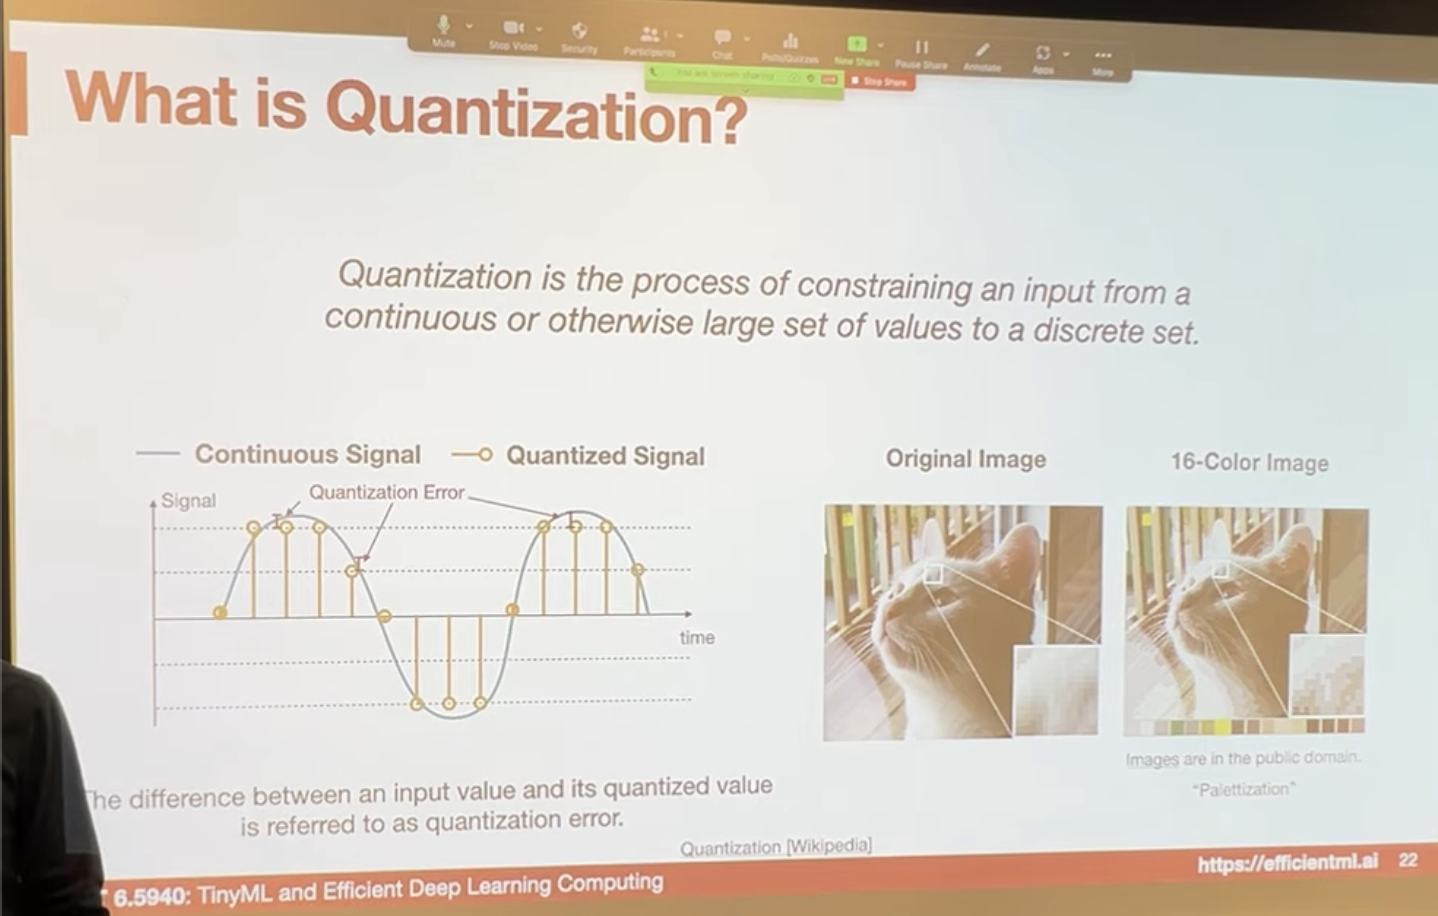 Mute
Stop Video
Security
Participants
Chat
Polls/Quizzes
New Share
Pause Share
Annotate
Apps
More
You are screen sharing
Stop Share
What is Quantization?
Quantization is the process of constraining an input from a
continuous or otherwise large set of values to a discrete set.
Continuous Signal
Quantized Signal
Signal
Quantization Error
time
Original Image
16-Color Image
Images are in the public domain.
"Palettization"
he difference between an input value and its quantized value
is referred to as quantization error.
Quantization [Wikipedia]
6.5940: TinyML and Efficient Deep Learning Computing
https://efficientml.ai
22